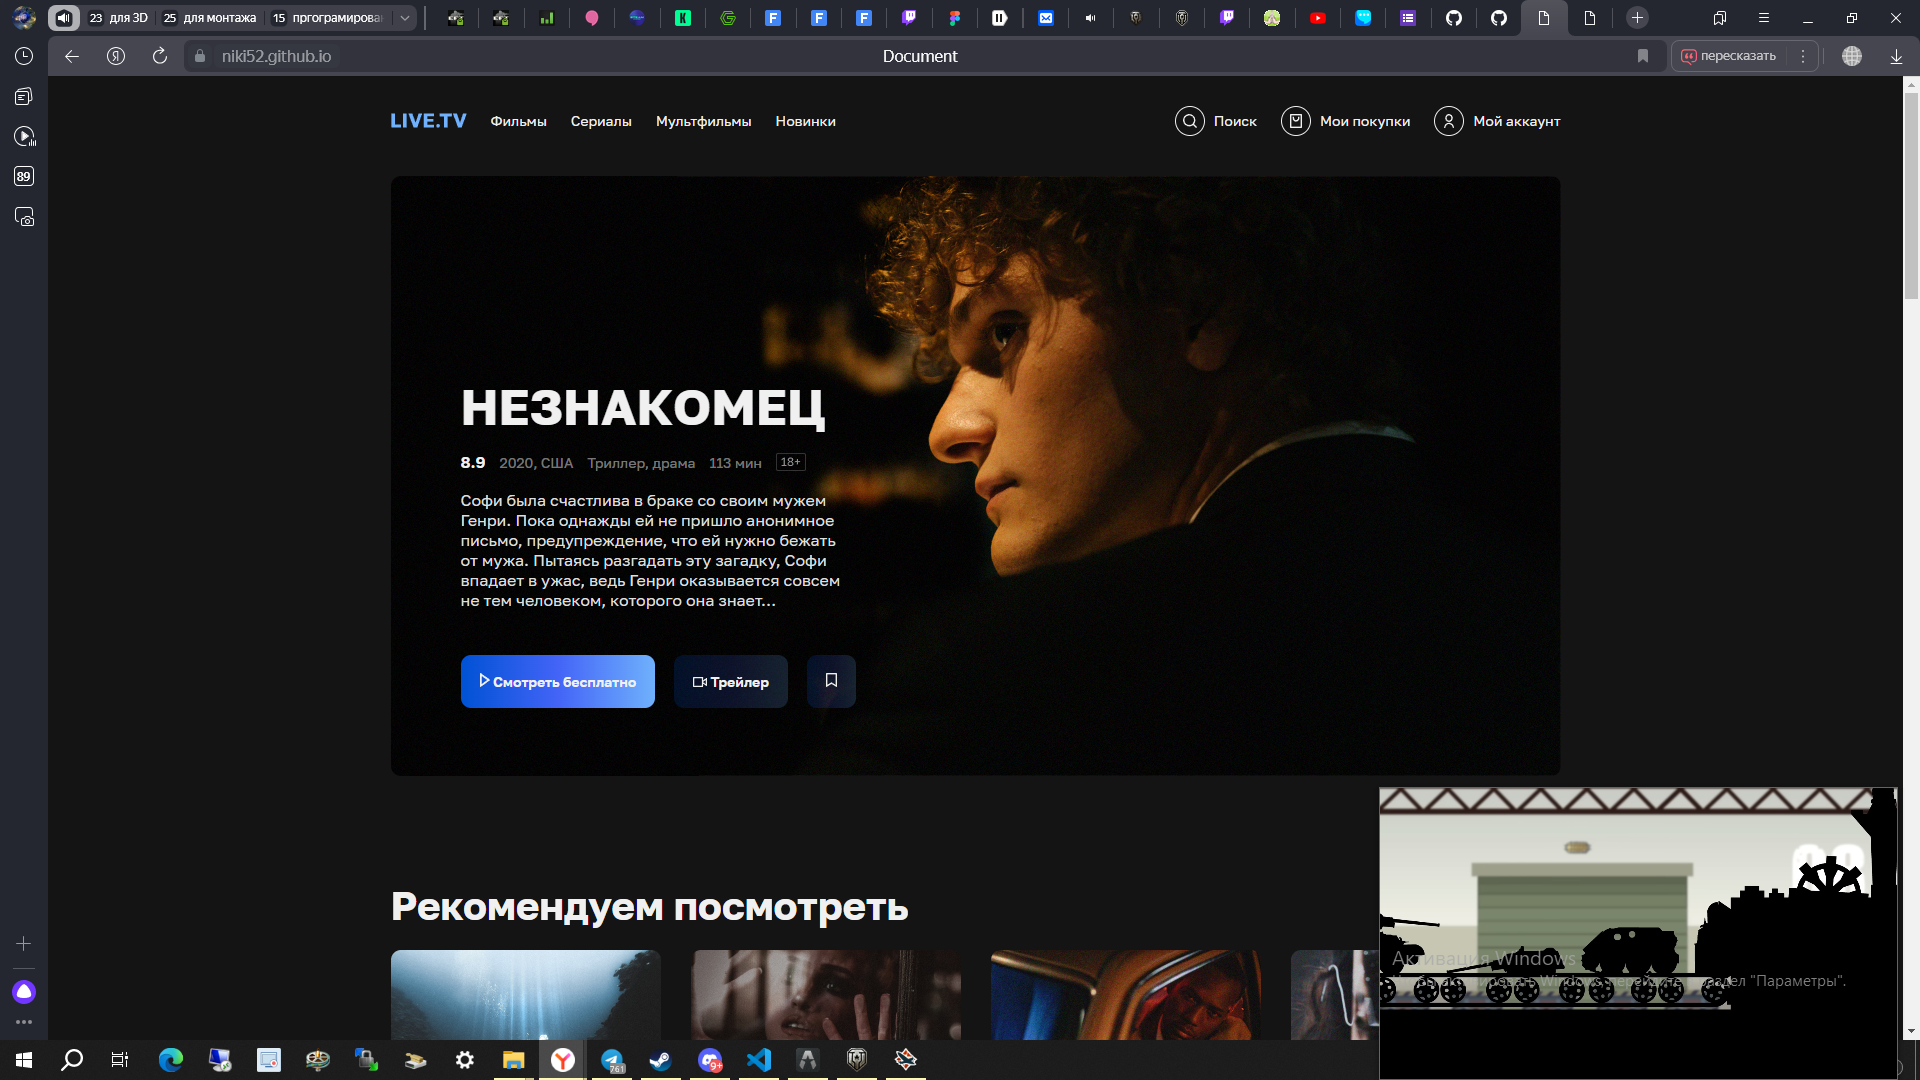 23 для 3D 25 для монтажа 15 пргограмирова
niki52.github.io
Document
пересказать
89
LIVE.TV Фильмы Сериалы Мультфильмы Новинки
Поиск Мои покупки Мой аккаунт
НЕЗНАКОМЕЦ
8.9 2020, США Триллер, драма 113 мин 18+
Софи была счастлива в браке со своим мужем
Генри. Пока однажды ей не пришло анонимное
письмо, предупреждение, что ей нужно бежать
от мужа. Пытаясь разгадать эту загадку, Софи
впадает в ужас, ведь Генри оказывается совсем
не тем человеком, которого она знает...
Смотреть бесплатно Трейлер
Рекомендуем посмотреть
Активация Windows
Windows, перейдите раздел "Параметры".
761
9+